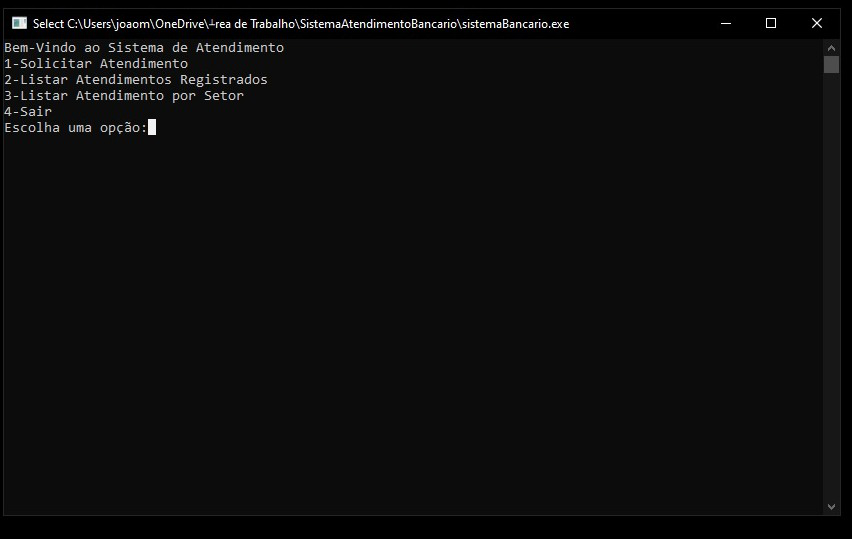 Select C:\Users\joaom\OneDrive\┴rea de Trabalho\SistemaAtendimentoBancario\sistemaBancario.exe
Bem-Vindo ao Sistema de Atendimento
1-Solicitar Atendimento
2-Listar Atendimentos Registrados
3-Listar Atendimento por Setor
4-Sair
Escolha uma opção: